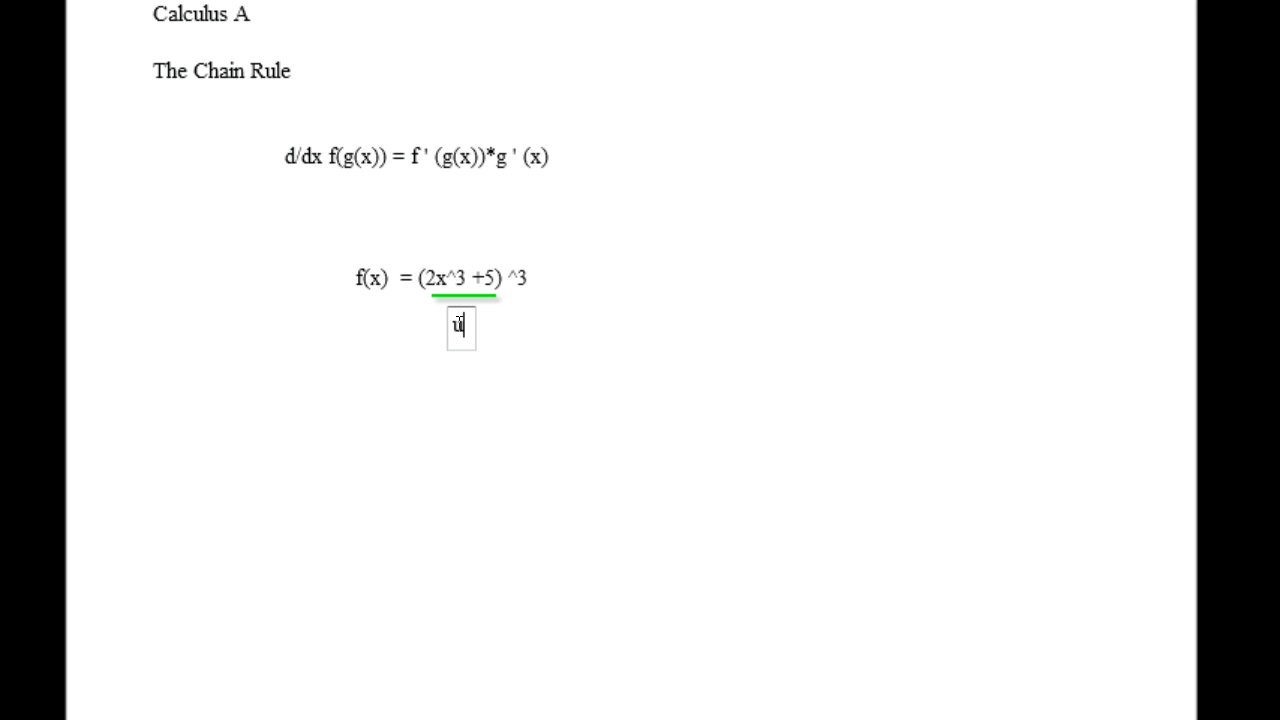 Calculus A
The Chain Rule
d/dx f(g(x)) = f ' (g(x))*g ' (x)
f(x) = (2x^3 +5) ^3
u